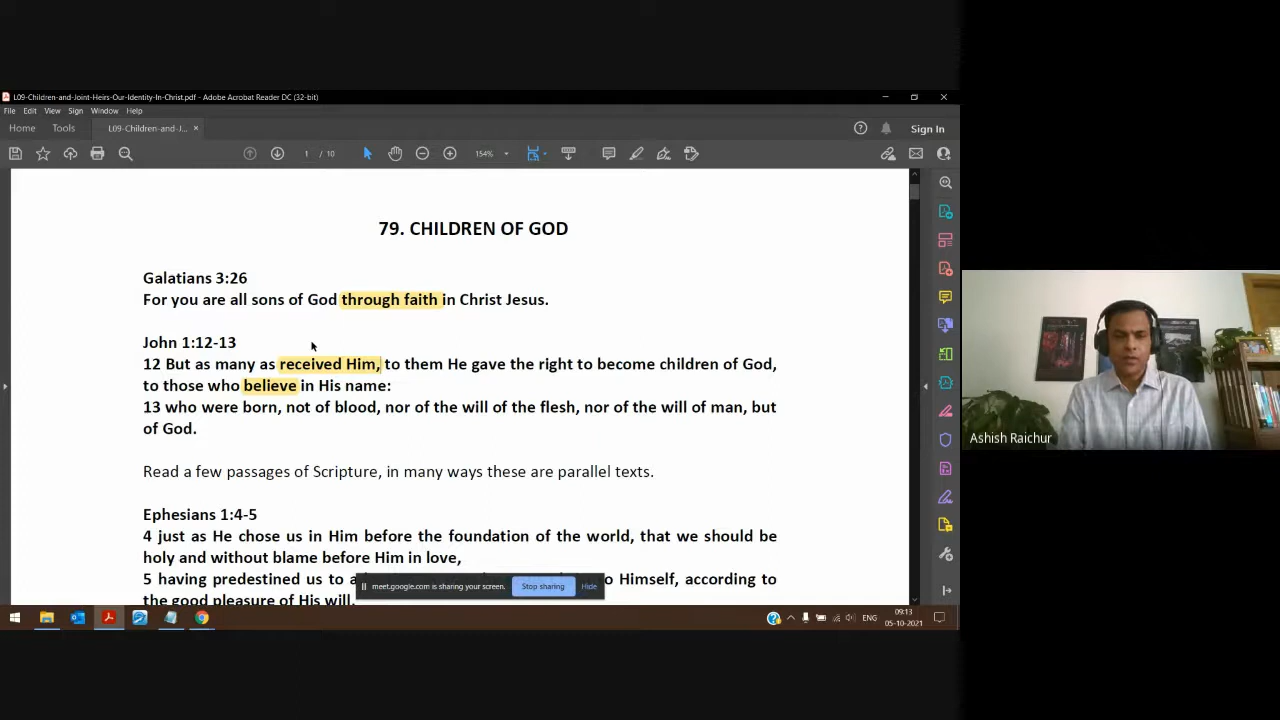 L09-Children-and-Joint-Heirs-Our-Identity-In-Christ.pdf - Adobe Acrobat Reader DC (32-bit)
File Edit View Sign Window Help
Home Tools L09-Children-and-J... × Sign In
1 / 10 154%
79. CHILDREN OF GOD
Galatians 3:26
For you are all sons of God through faith in Christ Jesus.
John 1:12-13
12 But as many as received Him, to them He gave the right to become children of God,
to those who believe in His name:
13 who were born, not of blood, nor of the will of the flesh, nor of the will of man, but
of God.
Read a few passages of Scripture, in many ways these are parallel texts.
Ephesians 1:4-5
4 just as He chose us in Him before the foundation of the world, that we should be
holy and without blame before Him in love,
5 having predestined us to Himself, according to
the good pleasure of His will,
meet.google.com is sharing your screen. Stop sharing Hide
Ashish Raichur
ENG
09:13
05-10-2021